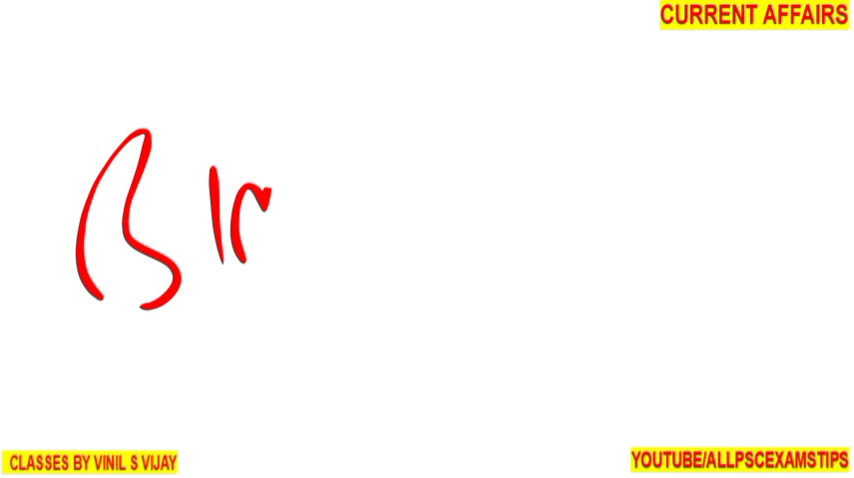 CURRENT AFFAIRS
CLASSES BY VINIL S VIJAY
YOUTUBE/ALLPSCEXAMSTIPS